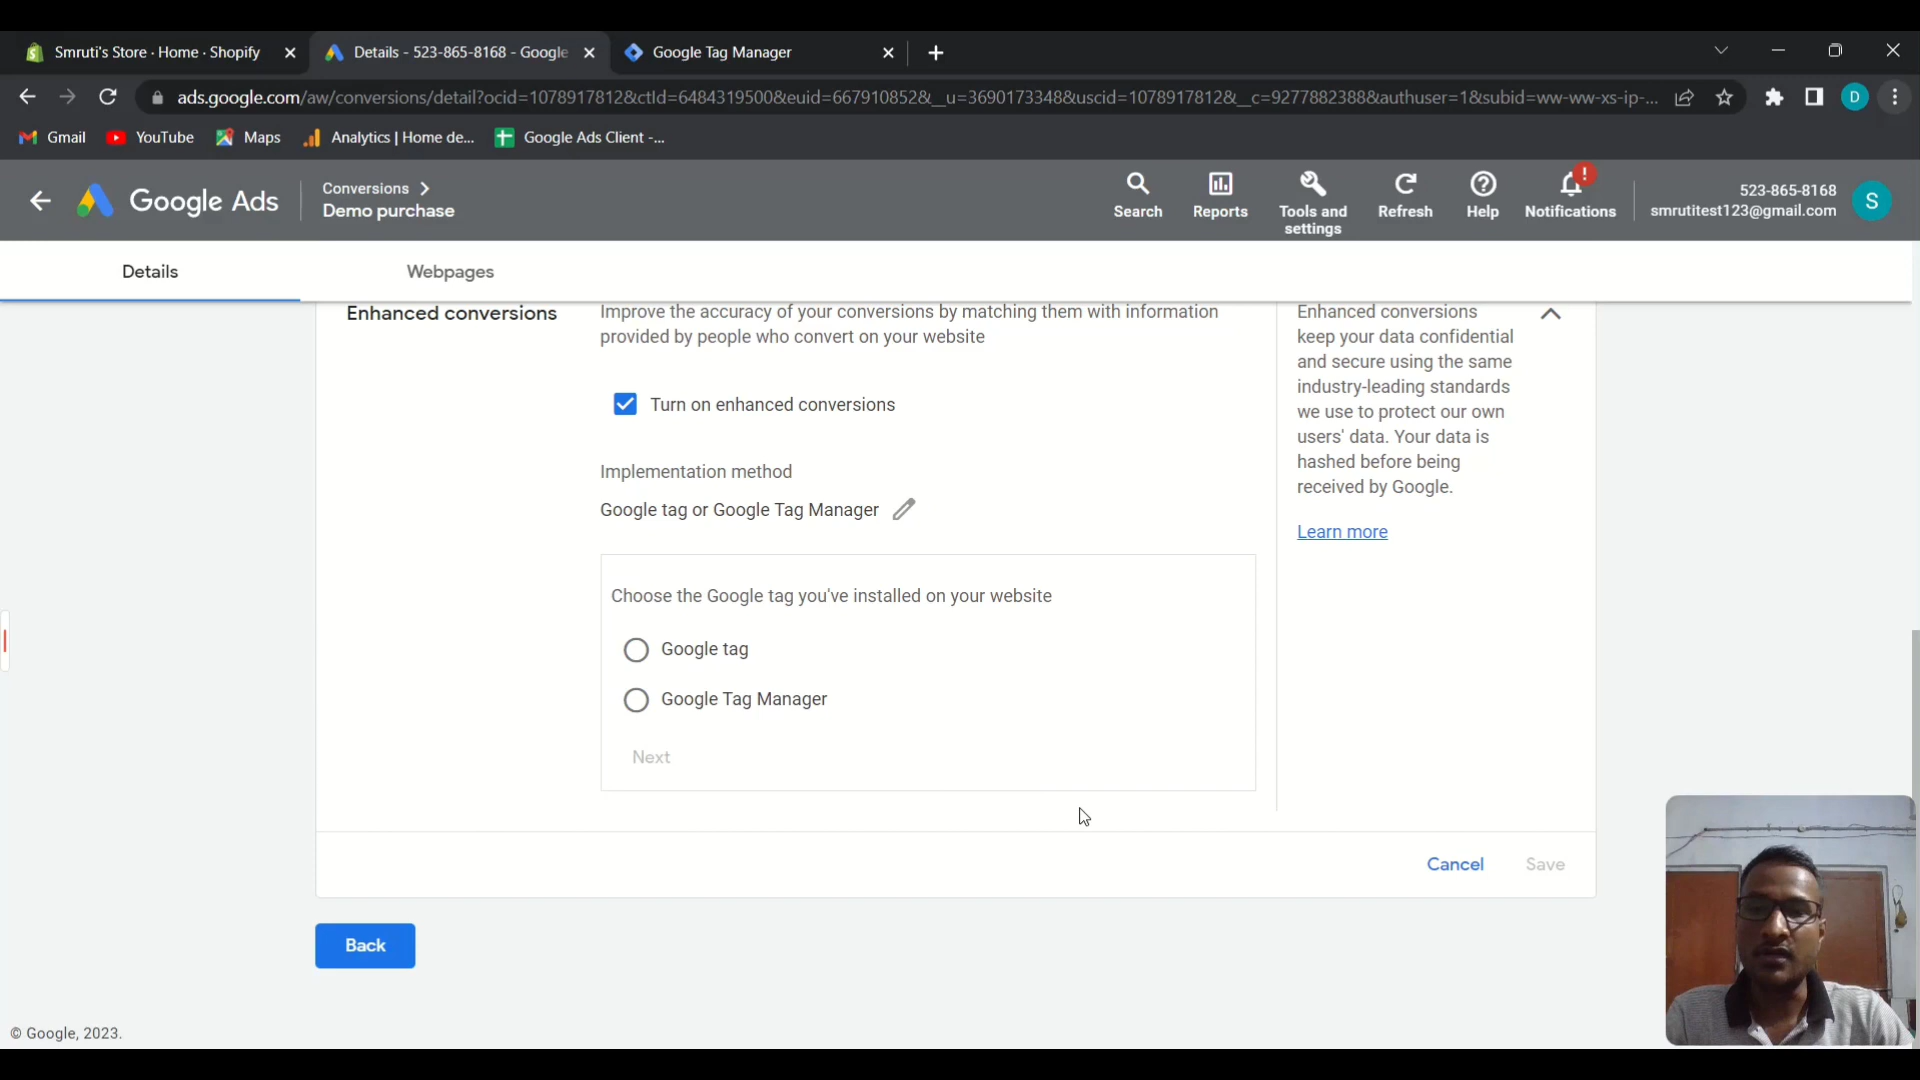 Smruti's Store · Home · Shopify
Details - 523-865-8168 - Google
Google Tag Manager
ads.google.com/aw/conversions/detail?ocid=1078917812&ctId=6484319500&euid=667910852&__u=3690173348&uscid=1078917812&__c=9277882388&authuser=1&subid=ww-ww-xs-ip-...
D
Gmail
YouTube
Maps
Analytics | Home de...
Google Ads Client -...
Google Ads
Conversions
Demo purchase
Search
Reports
Tools and
settings
Refresh
Help
!
Notifications
523-865-8168
smrutitest123@gmail.com
S
Details
Webpages
Enhanced conversions
Improve the accuracy of your conversions by matching them with information
provided by people who convert on your website
Turn on enhanced conversions
Implementation method
Google tag or Google Tag Manager
Choose the Google tag you've installed on your website
Google tag
Google Tag Manager
Next
Enhanced conversions
keep your data confidential
and secure using the same
industry-leading standards
we use to protect our own
users' data. Your data is
hashed before being
received by Google.
Learn more
Cancel
Save
Back
© Google, 2023.